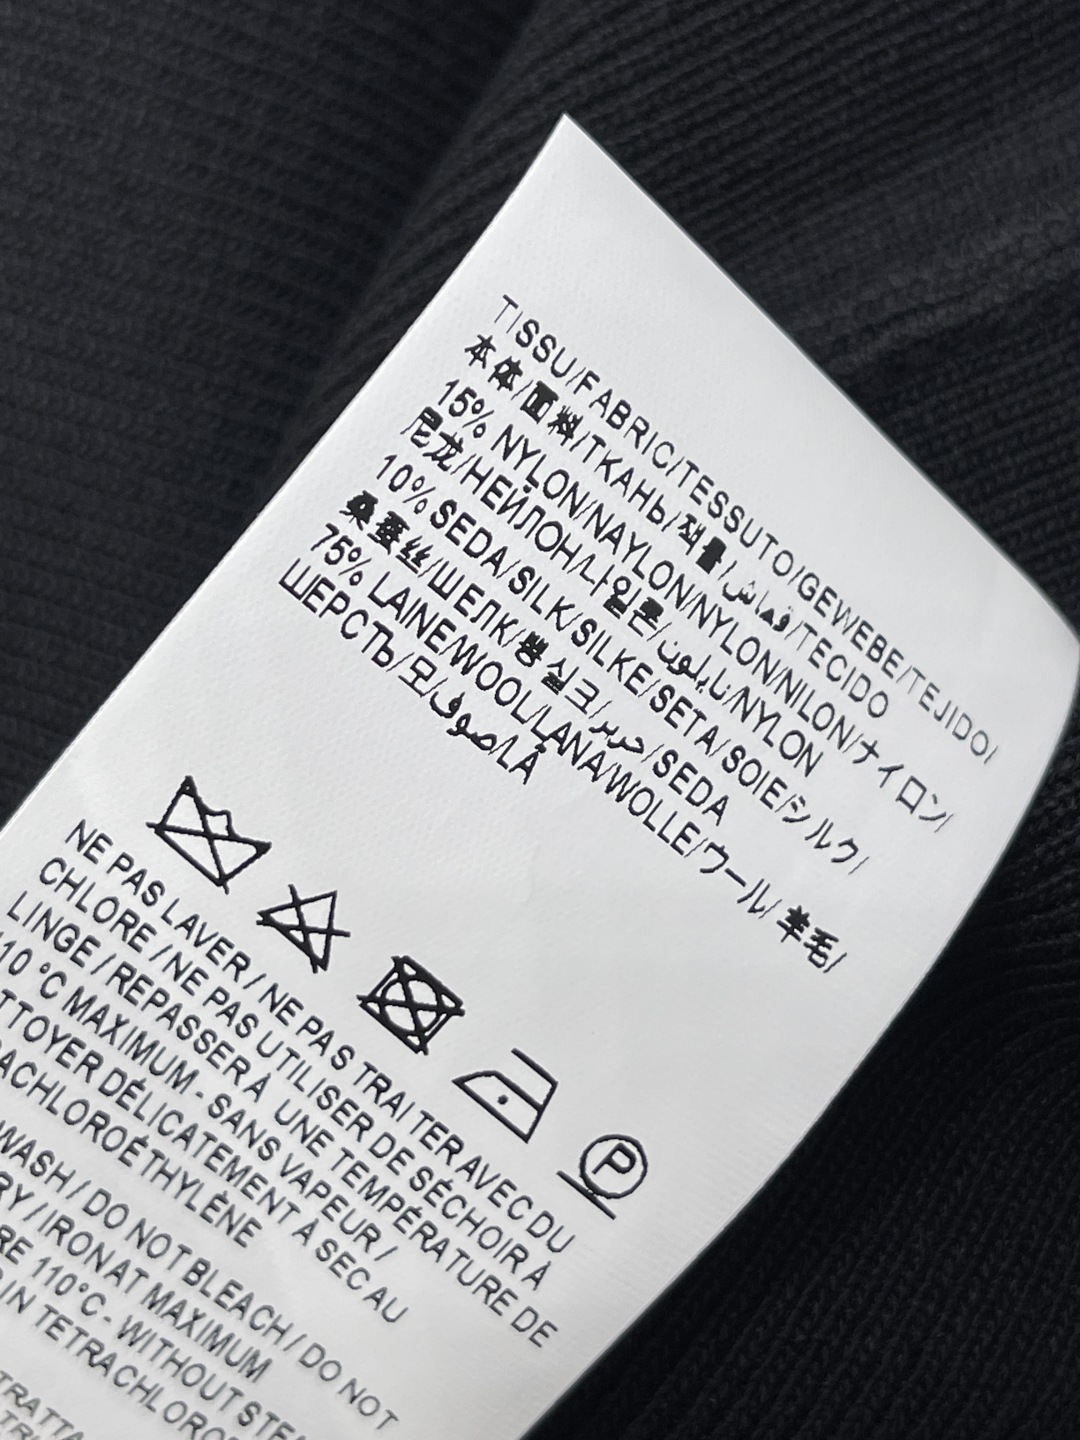 TISSU/FABRIC/TESSUTO/GEWEBE/TEJIDO/
本体/面料/ТКАНЬ/직물/قماش/TECIDO
15% NYLON/NAYLON/NYLON/NILON/ナイロン/
尼龙/НЕЙЛОН/나일론/نايلون/NYLON
10% SEDA/SILK/SILKE/SETA/SOIE/シルク/
桑蚕丝/ШЕЛК/뽕실크/حرير/SEDA
75% LAINE/WOOL/LANA/WOLLE/ウール/ 羊毛/
ШЕРСТЬ/모/صوف/LÃ
P
NE PAS LAVER / NE PAS TRAITER AVEC DU
CHLORE / NE PAS UTILISER DE SÉCHOIR À
LINGE / REPASSER À UNE TEMPÉRATURE DE
110 °C MAXIMUM - SANS VAPEUR /
TTOYER DÉLICATEMENT À SEC AU
ACHLOROÉTHYLÈNE
WASH / DO NOT BLEACH / DO NOT
RY / IRON AT MAXIMUM
RE 110°C - WITHOUT STE
IN TETRACHLORO
TRATTA